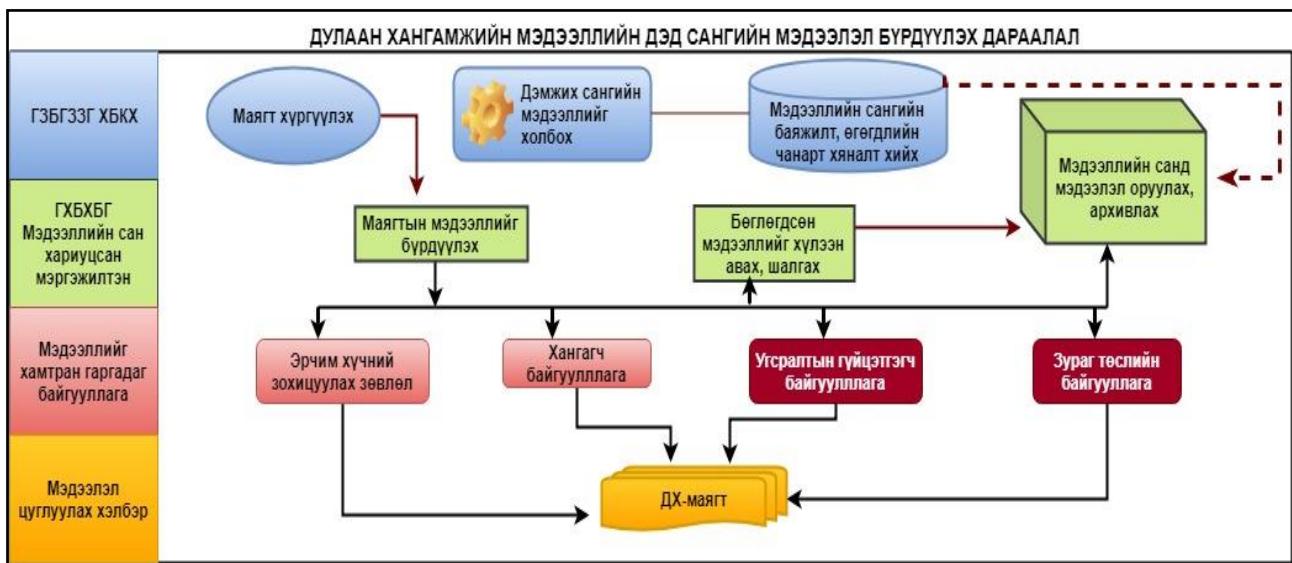 ДУЛААН ХАНГАМЖИЙН МЭДЭЭЛЛИЙН ДЭД САНГИЙН МЭДЭЭЛЭЛ БҮРДҮҮЛЭХ ДАРААЛАЛ
ГЗБГЗЗГ ХБКХ
Маягт хүргүүлэх
Дэмжих сангийн
мэдээллийг
холбох
Мэдээллийн сангийн
баяжилт, өгөгдлийн
чанарт хяналт хийх
Мэдээллийн санд
мэдээлэл оруулах,
архивлах
ГХБХБГ
Мэдээллийн сан
хариуцсан
мэргэжилтэн
Маягтын мэдээллийг
бүрдүүлэх
Бөглөгдсөн
мэдээллийг хүлээн
авах, шалгах
Мэдээллийг
хамтран гаргадаг
байгууллага
Эрчим хүчний
зохицуулах зөвлөл
Хангагч
байгуулллага
Угсралтын гүйцэтгэгч
байгуулллага
Зураг төслийн
байгууллага
Мэдээлэл
цуглуулах хэлбэр
ДХ-маягт